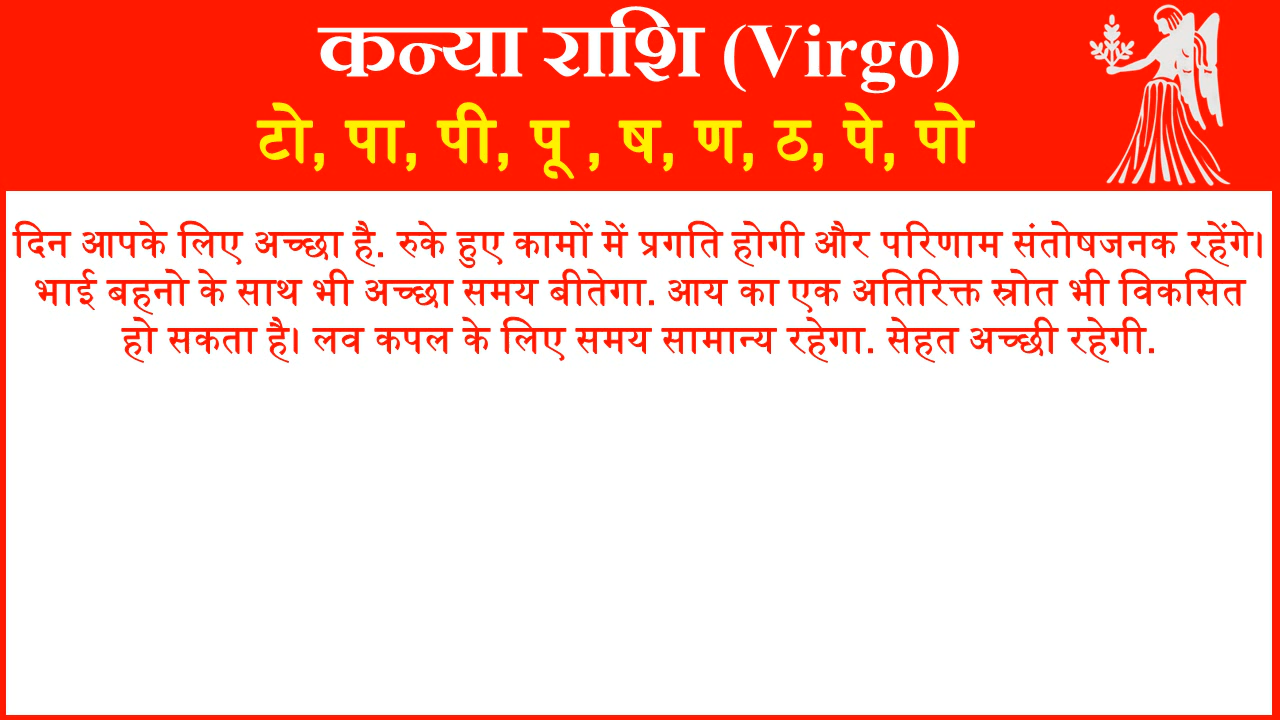 कन्या राशि (Virgo)
टो, पा, पी, पू , ष, ण, ठ, पे, पो
दिन आपके लिए अच्छा है. रुके हुए कामों में प्रगति होगी और परिणाम संतोषजनक रहेंगे।
भाई बहनो के साथ भी अच्छा समय बीतेगा. आय का एक अतिरिक्त स्रोत भी विकसित
हो सकता है। लव कपल के लिए समय सामान्य रहेगा. सेहत अच्छी रहेगी.